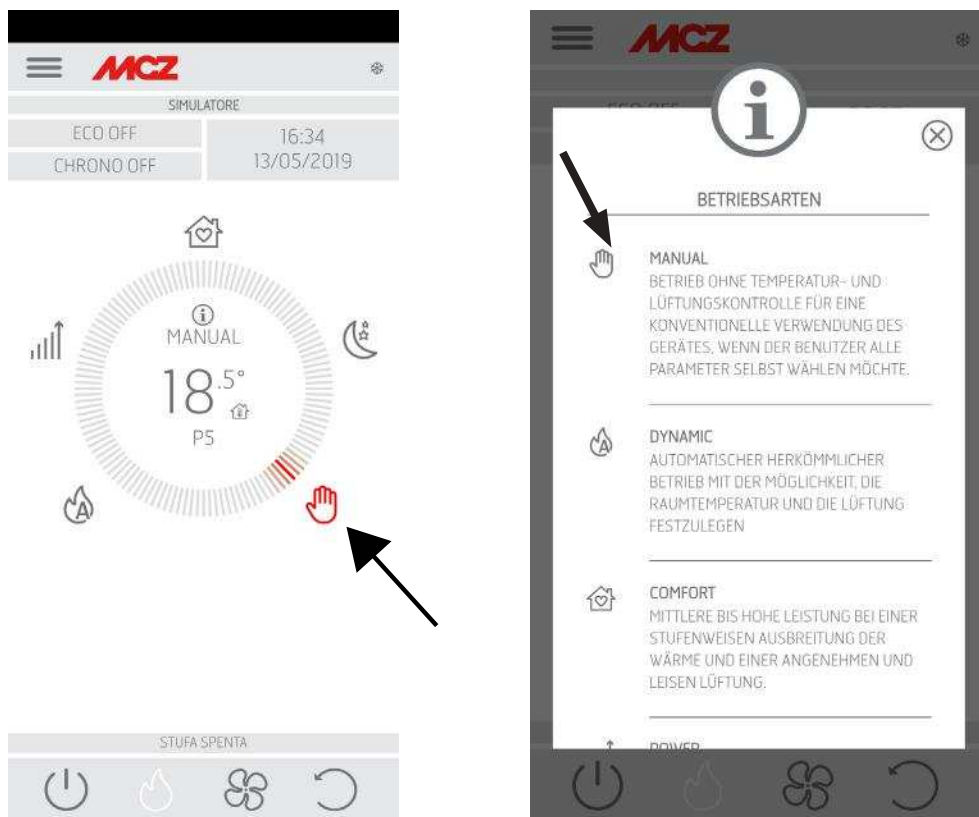 MCZ
SIMULATORE
ECO OFF
CHRONO OFF
16:34
13/05/2019
i
MANUAL
18.5°
P5
A
STUFA SPENTA
MCZ
i
BETRIEBSARTEN
MANUAL
BETRIEB OHNE TEMPERATUR- UND
LÜFTUNGSKONTROLLE FÜR EINE
KONVENTIONELLE VERWENDUNG DES
GERÄTES, WENN DER BENUTZER ALLE
PARAMETER SELBST WÄHLEN MÖCHTE.
A
DYNAMIC
AUTOMATISCHER HERKÖMMLICHER
BETRIEB MIT DER MÖGLICHKEIT, DIE
RAUMTEMPERATUR UND DIE LÜFTUNG
FESTZULEGEN
COMFORT
MITTLERE BIS HOHE LEISTUNG BEI EINER
STUFENWEISEN AUSBREITUNG DER
WÄRME UND EINER ANGENEHMEN UND
LEISEN LÜFTUNG.
POWER